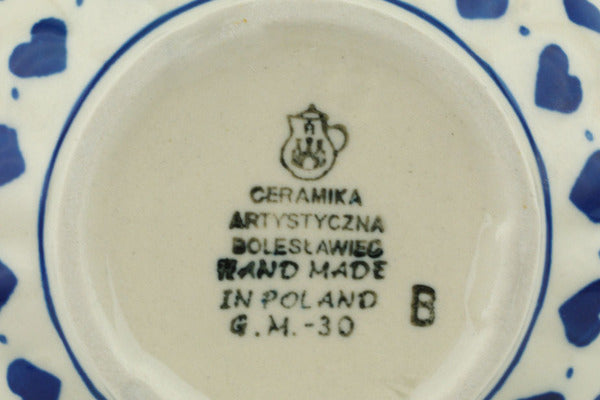 CERAMIKA
ARTYSTYCZNA
BOLESŁAWIEC
HAND MADE
IN POLAND
G.M.-30
B